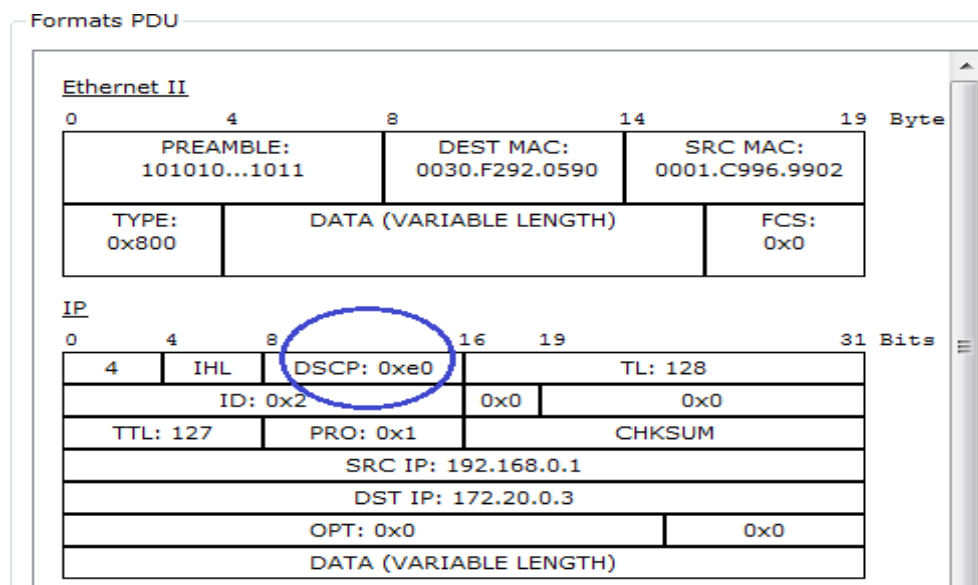 Formats PDU
Ethernet II
0 4 8 14 19 Byte
PREAMBLE: DEST MAC: SRC MAC:
101010...1011 0030.F292.0590 0001.C996.9902
TYPE: DATA (VARIABLE LENGTH) FCS:
0x800 0x0
IP
0 4 8 16 19 31 Bits
4 IHL DSCP: 0xe0 TL: 128
ID: 0x2 0x0 0x0
TTL: 127 PRO: 0x1 CHKSUM
SRC IP: 192.168.0.1
DST IP: 172.20.0.3
OPT: 0x0 0x0
DATA (VARIABLE LENGTH)